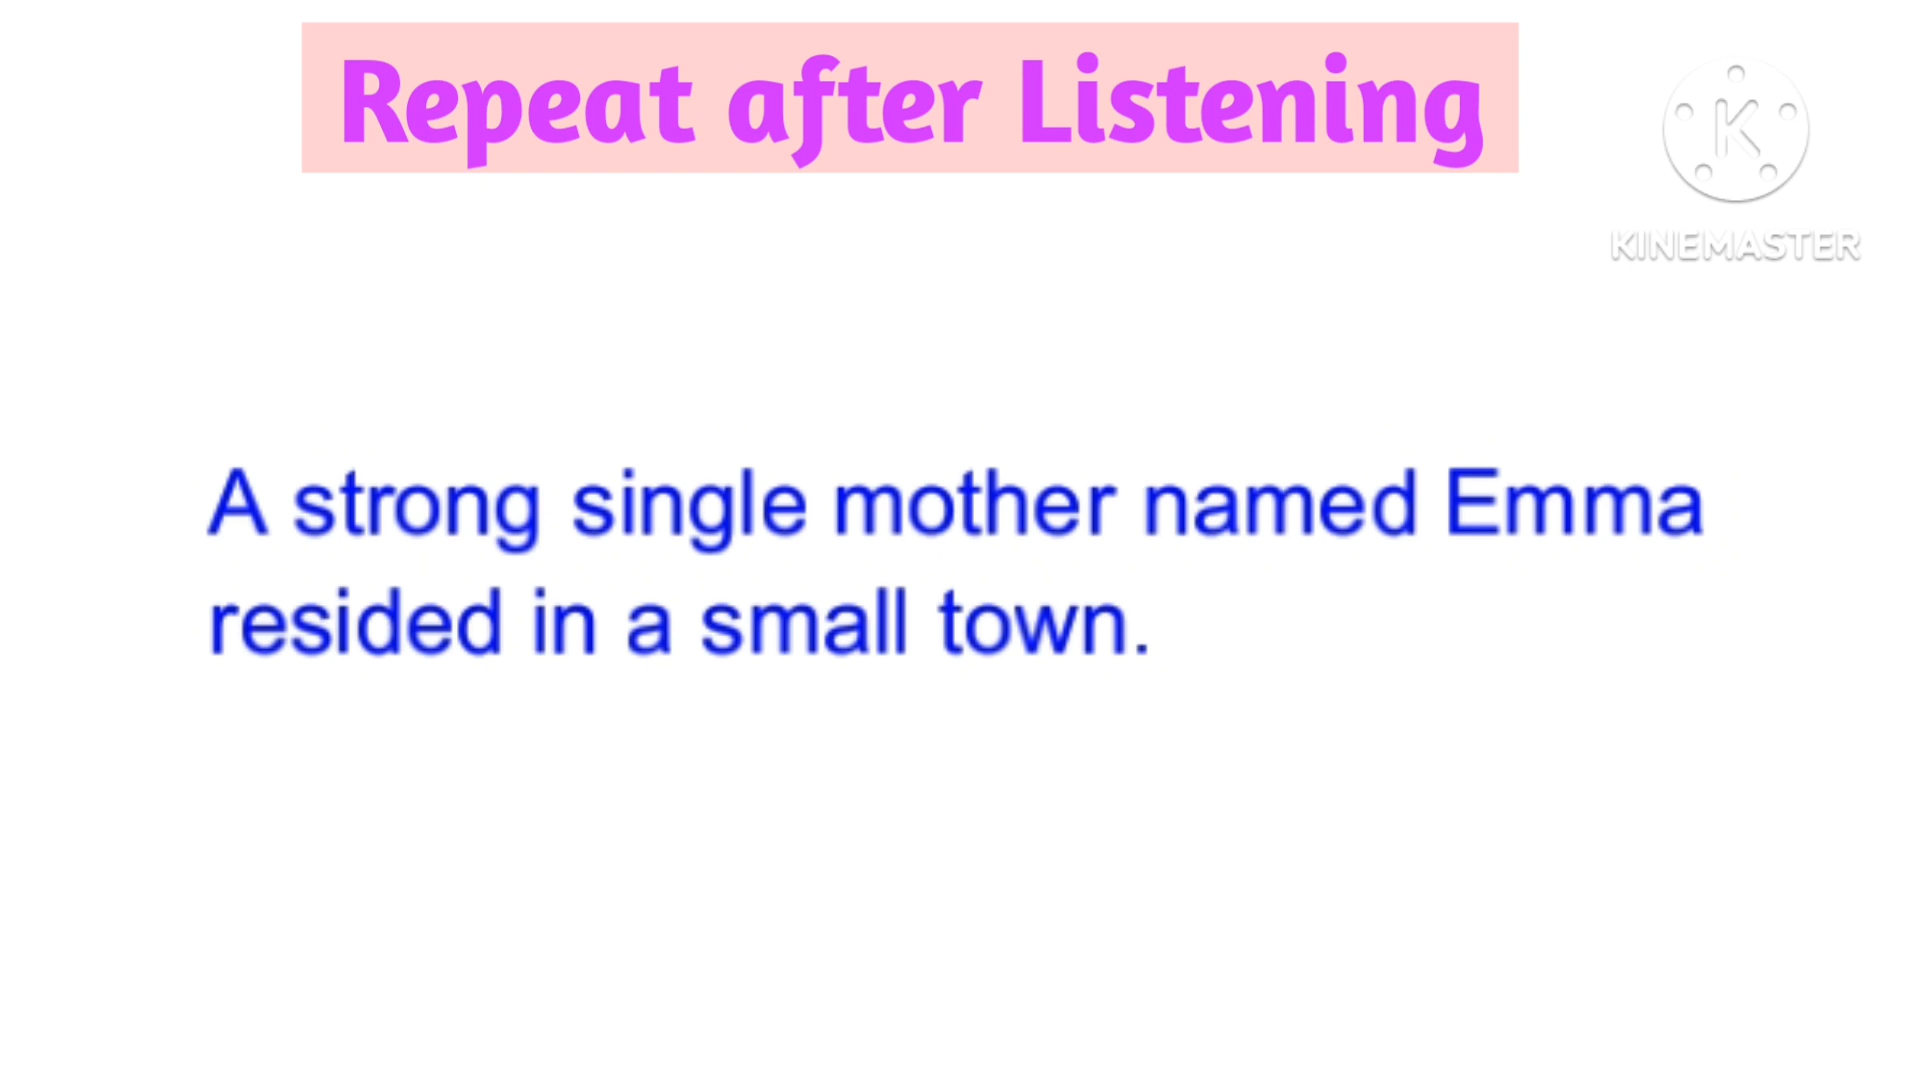 Repeat after Listening
K
KINEMASTER
A strong single mother named Emma
resided in a small town.